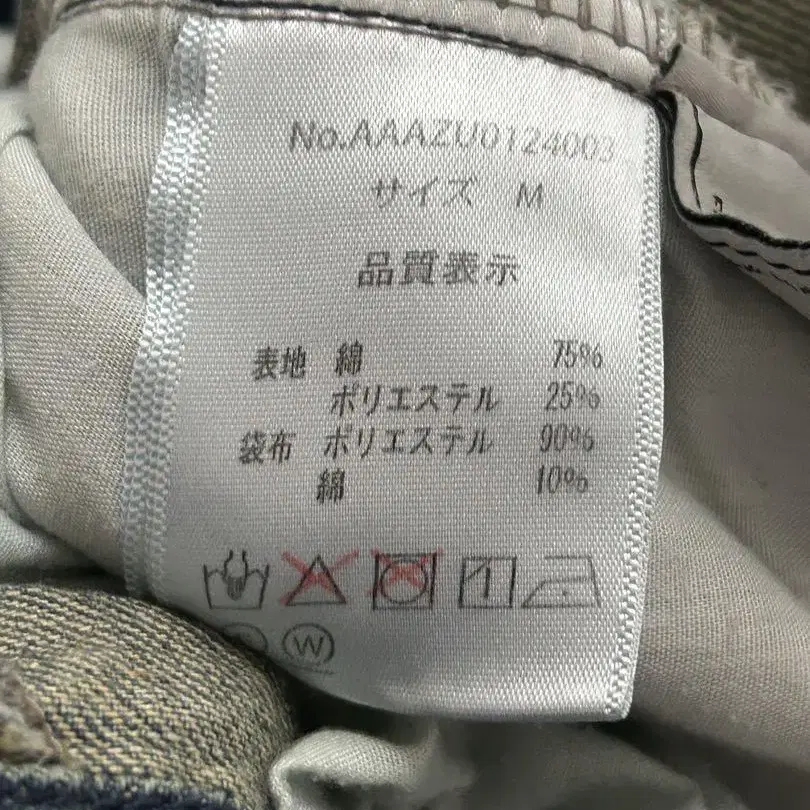 No.AAAZU0124003
サイズ M
品質表示
表地 綿 75%
ポリエステル 25%
袋布 ポリエステル 90%
綿 10%
W